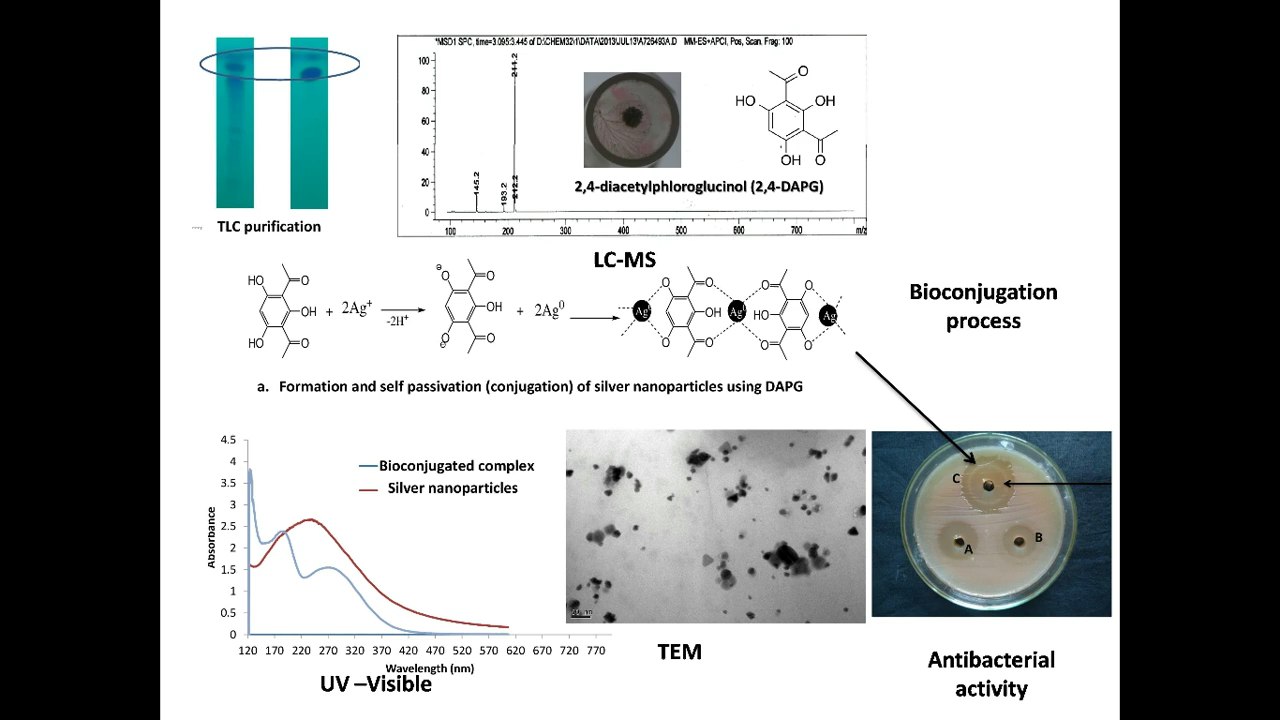 *MSD1 SPC, time=3.095:3.445 of D:\CHEM32\1\DATA\2013\JUL13\A726493A.D MM-ES+APCI, Pos, Scan, Frag: 100
100
80
60
40
20
0
145.2
193.2
211.2
212.2
O
HO
OH
OH
O
2,4-diacetylphloroglucinol (2,4-DAPG)
100 200 300 400 500 600 700 m/z
TLC purification
LC-MS
HO
O
OH
HO
O
+ 2Ag⁺
-2H⁺
⊖
O
O
OH
O
O
⊖
+ 2Ag⁰
O
O
Ag
OH
Ag
O
O
O
O
HO
Ag
O
O
Bioconjugation
process
a. Formation and self passivation (conjugation) of silver nanoparticles using DAPG
4.5
4
3.5
3
2.5
2
1.5
1
0.5
0
Absorbance
Bioconjugated complex
Silver nanoparticles
120 170 220 270 320 370 420 470 520 570 620 670 720 770
Wavelength (nm)
UV –Visible
TEM
C
A
B
Antibacterial
activity